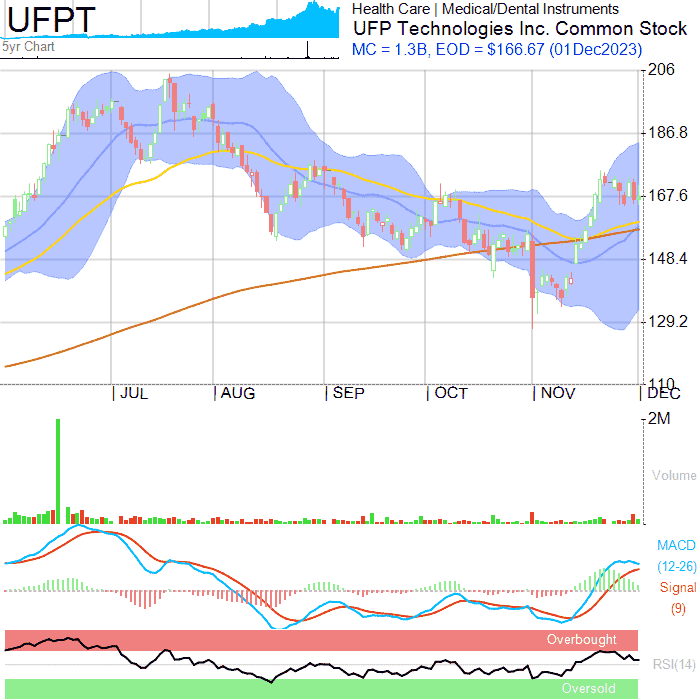 UFPT
5yr Chart
Health Care | Medical/Dental Instruments
UFP Technologies Inc. Common Stock
MC = 1.3B, EOD = $166.67 (01Dec2023)
206
186.8
167.6
148.4
129.2
110
JUL AUG SEP OCT NOV DEC
2M
Volume
MACD
(12-26)
Signal
(9)
Overbought
RSI(14)
Oversold